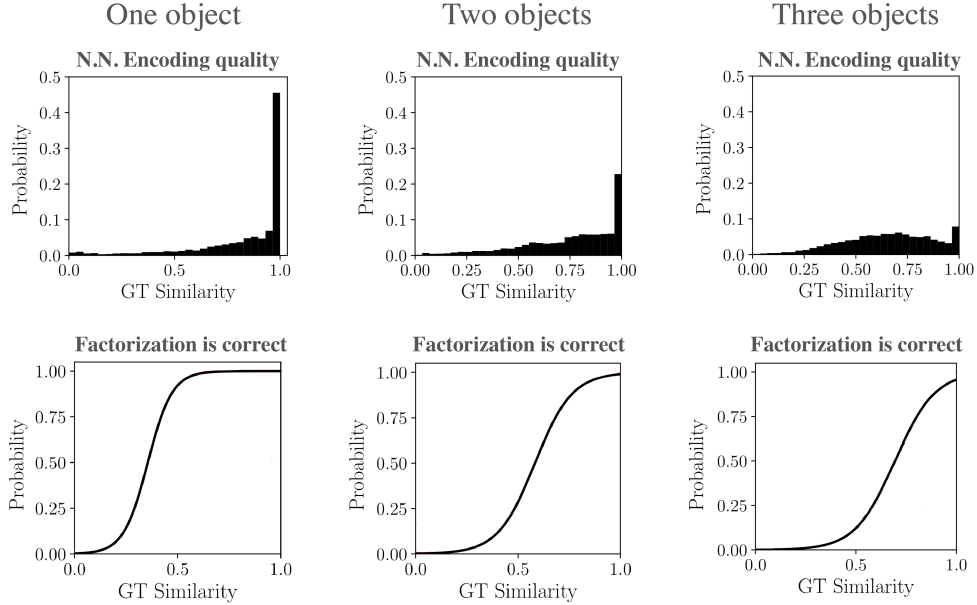 One object
Two objects
Three objects
N.N. Encoding quality
N.N. Encoding quality
N.N. Encoding quality
Probability
0.5
0.4
0.3
0.2
0.1
0.0
0.0 0.5 1.0
GT Similarity
Probability
0.5
0.4
0.3
0.2
0.1
0.0
0.00 0.25 0.50 0.75 1.00
GT Similarity
Probability
0.5
0.4
0.3
0.2
0.1
0.0
0.00 0.25 0.50 0.75 1.00
GT Similarity
Factorization is correct
Factorization is correct
Factorization is correct
Probability
1.00
0.75
0.50
0.25
0.00
0.0 0.5 1.0
GT Similarity
Probability
1.00
0.75
0.50
0.25
0.00
0.0 0.5 1.0
GT Similarity
Probability
1.00
0.75
0.50
0.25
0.00
0.0 0.5 1.0
GT Similarity